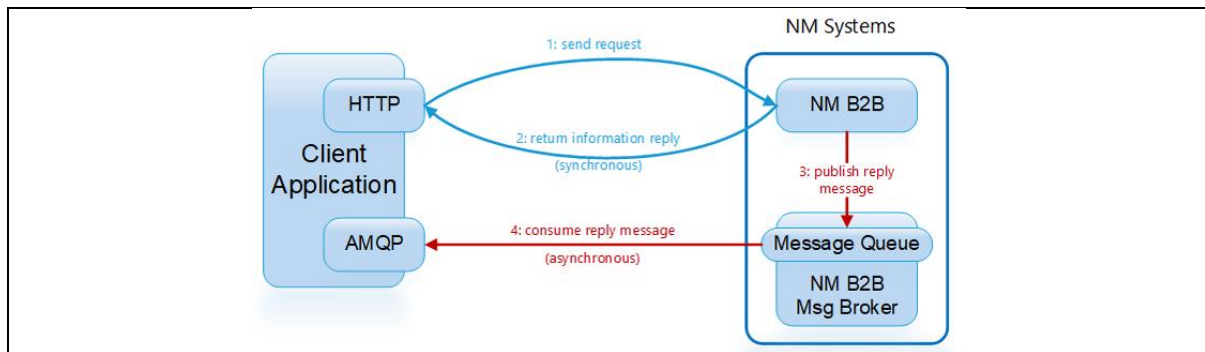 NM Systems
1: send request
HTTP
NM B2B
2: return information reply
(synchronous)
Client
Application
3: publish reply
message
AMQP
4: consume reply message
(asynchronous)
Message Queue
NM B2B
Msg Broker